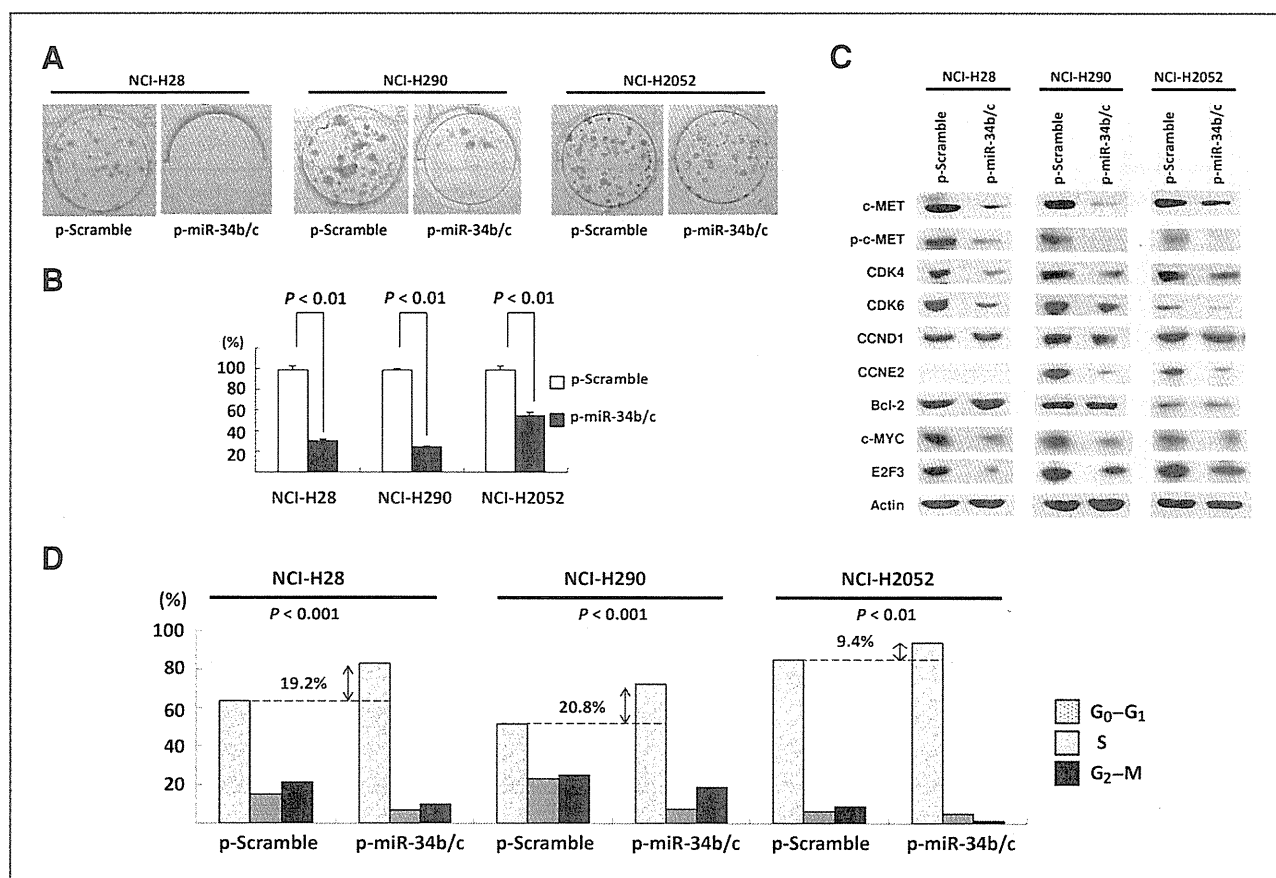 A
NCI-H28
NCI-H290
NCI-H2052
p-Scramble
p-miR-34b/c
p-Scramble
p-miR-34b/c
p-Scramble
p-miR-34b/c
B
P < 0.01
P < 0.01
P < 0.01
(%)
100
80
60
40
20
p-Scramble
p-miR-34b/c
NCI-H28
NCI-H290
NCI-H2052
C
NCI-H28
NCI-H290
NCI-H2052
p-Scramble
p-miR-34b/c
p-Scramble
p-miR-34b/c
p-Scramble
p-miR-34b/c
c-MET
p-c-MET
CDK4
CDK6
CCND1
CCNE2
Bcl-2
c-MYC
E2F3
Actin
D
NCI-H28
NCI-H290
NCI-H2052
(%)
P < 0.001
P < 0.001
P < 0.01
100
80
60
40
20
19.2%
20.8%
9.4%
G₀–G₁
S
G₂–M
p-Scramble
p-miR-34b/c
p-Scramble
p-miR-34b/c
p-Scramble
p-miR-34b/c